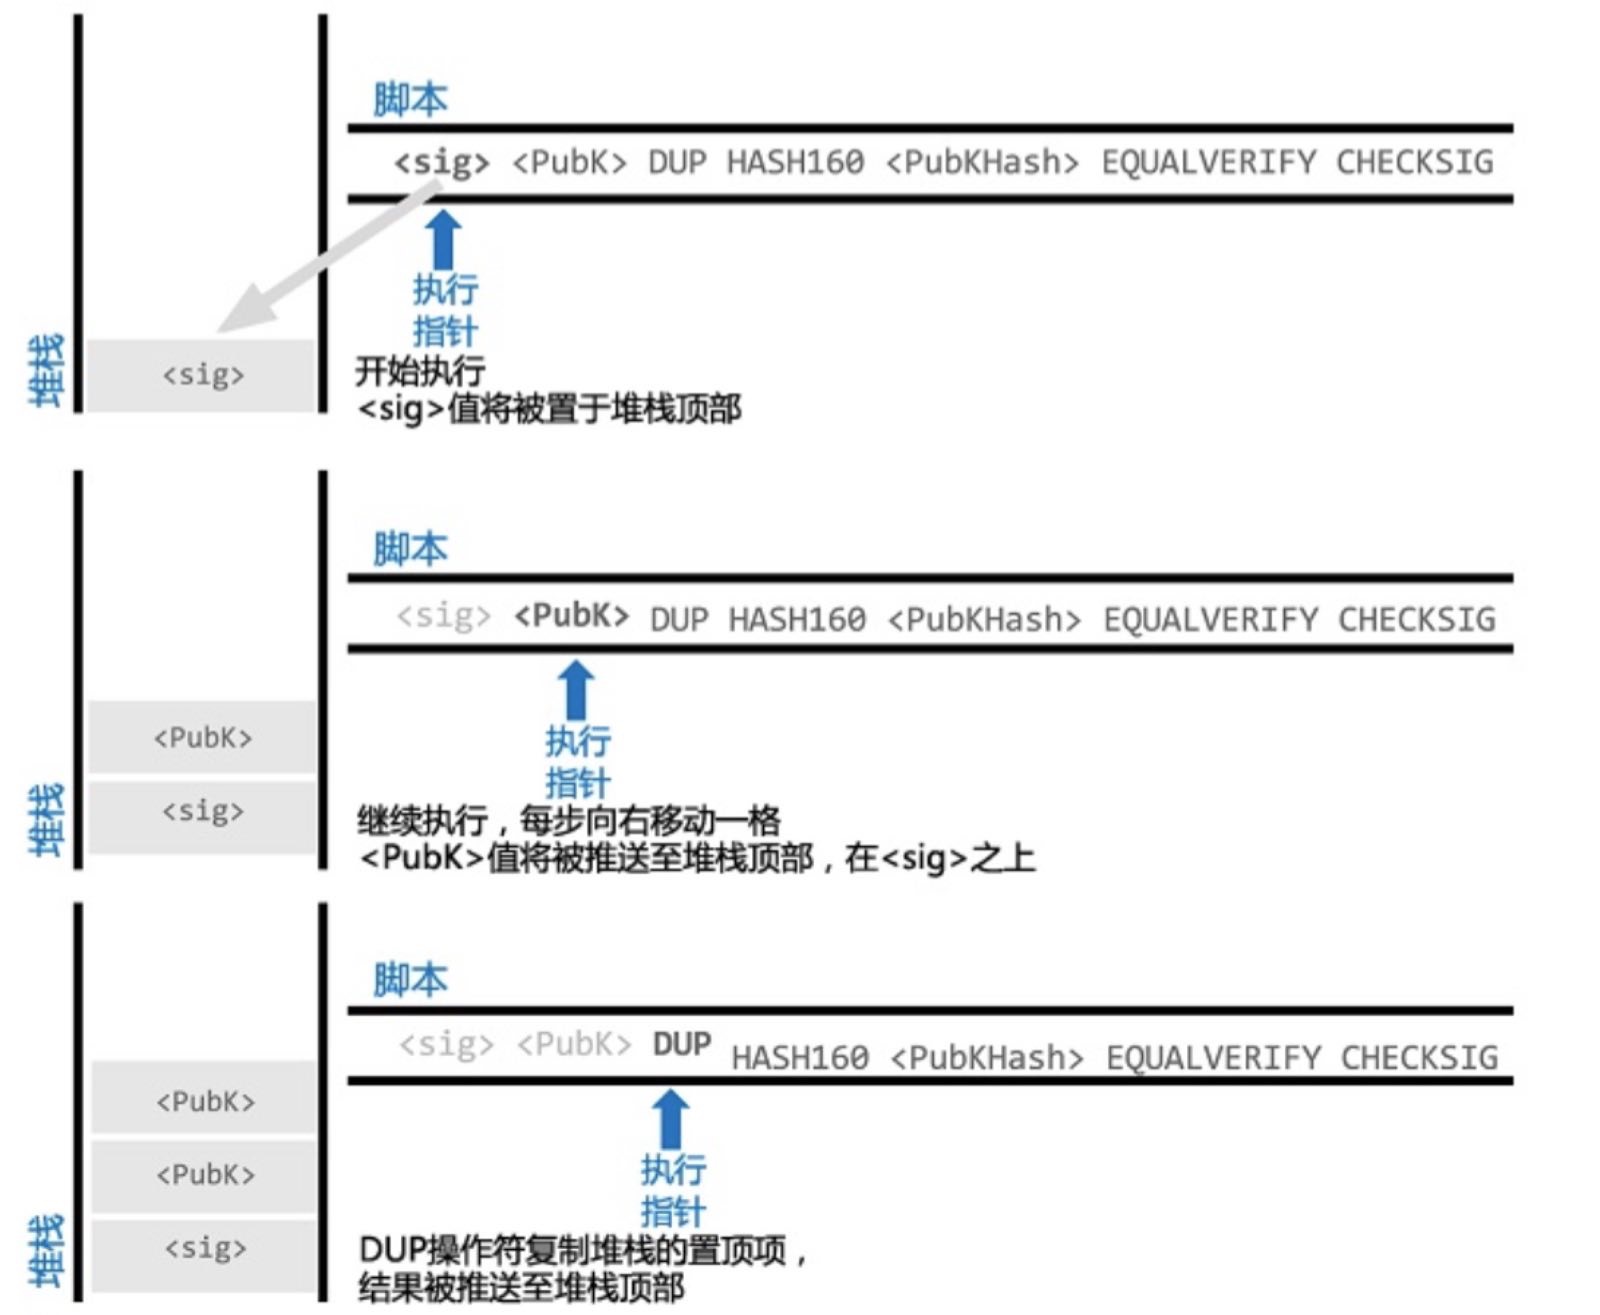 脚本
<sig> <PubK> DUP HASH160 <PubKHash> EQUALVERIFY CHECKSIG
执行
指针
堆栈
<sig>
开始执行
<sig>值将被置于堆栈顶部
脚本
<sig> <PubK> DUP HASH160 <PubKHash> EQUALVERIFY CHECKSIG
执行
指针
<PubK>
堆栈
<sig>
继续执行，每步向右移动一格
<PubK>值将被推送至堆栈顶部，在<sig>之上
脚本
<sig> <PubK> DUP HASH160 <PubKHash> EQUALVERIFY CHECKSIG
执行
指针
<PubK>
<PubK>
堆栈
<sig>
DUP操作符复制堆栈的置顶项，
结果被推送至堆栈顶部